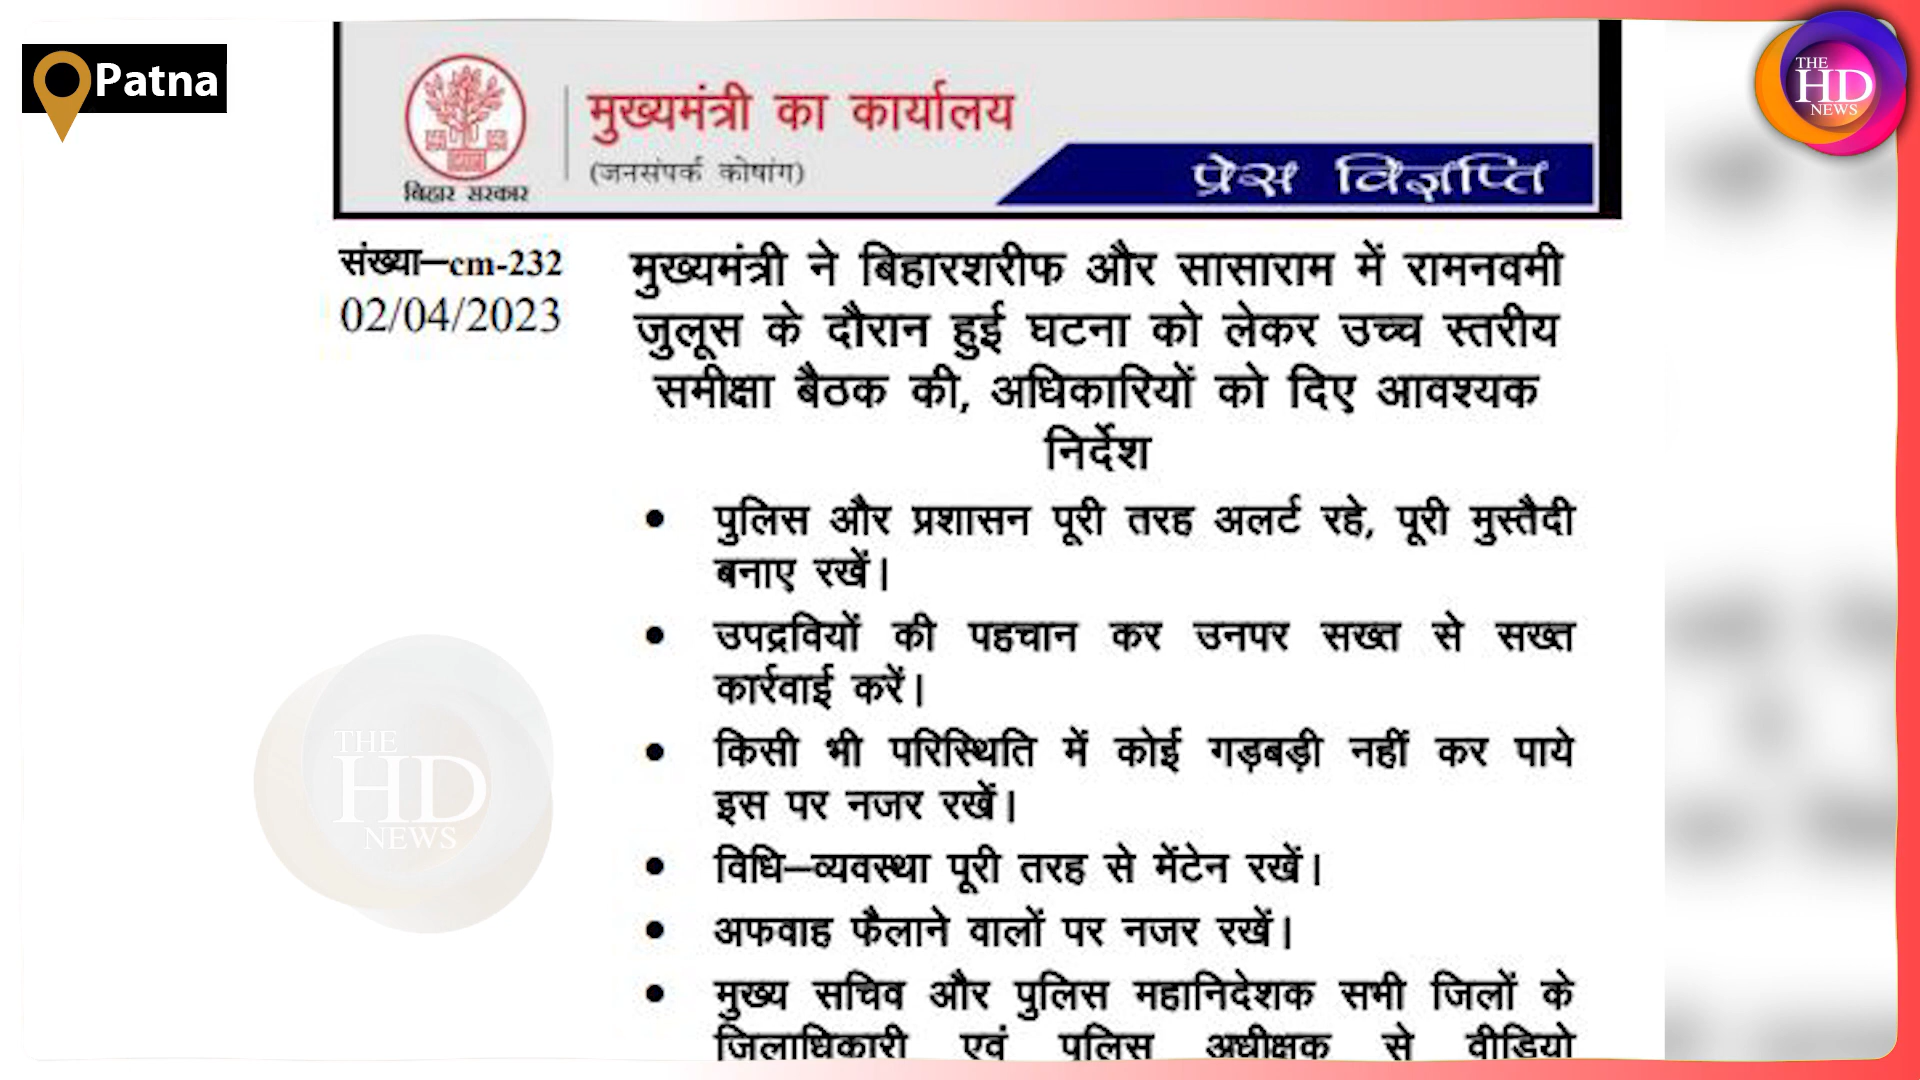 Patna
THE
HD
NEWS
मुख्यमंत्री का कार्यालय
(जनसंपर्क कोषांग)
बिहार सरकार
प्रेस विज्ञप्ति
संख्या—cm-232
02/04/2023
मुख्यमंत्री ने बिहारशरीफ और सासाराम में रामनवमी
जुलूस के दौरान हुई घटना को लेकर उच्च स्तरीय
समीक्षा बैठक की, अधिकारियों को दिए आवश्यक
निर्देश
• पुलिस और प्रशासन पूरी तरह अलर्ट रहे, पूरी मुस्तैदी
बनाए रखें।
• उपद्रवियों की पहचान कर उनपर सख्त से सख्त
कार्रवाई करें।
• किसी भी परिस्थिति में कोई गड़बड़ी नहीं कर पाये
इस पर नजर रखें।
• विधि—व्यवस्था पूरी तरह से मेंटेन रखें।
• अफवाह फैलाने वालों पर नजर रखें।
• मुख्य सचिव और पुलिस महानिदेशक सभी जिलों के
जिलाधिकारी एवं पुलिस अधीक्षक से वीडियो
THE
HD
NEWS